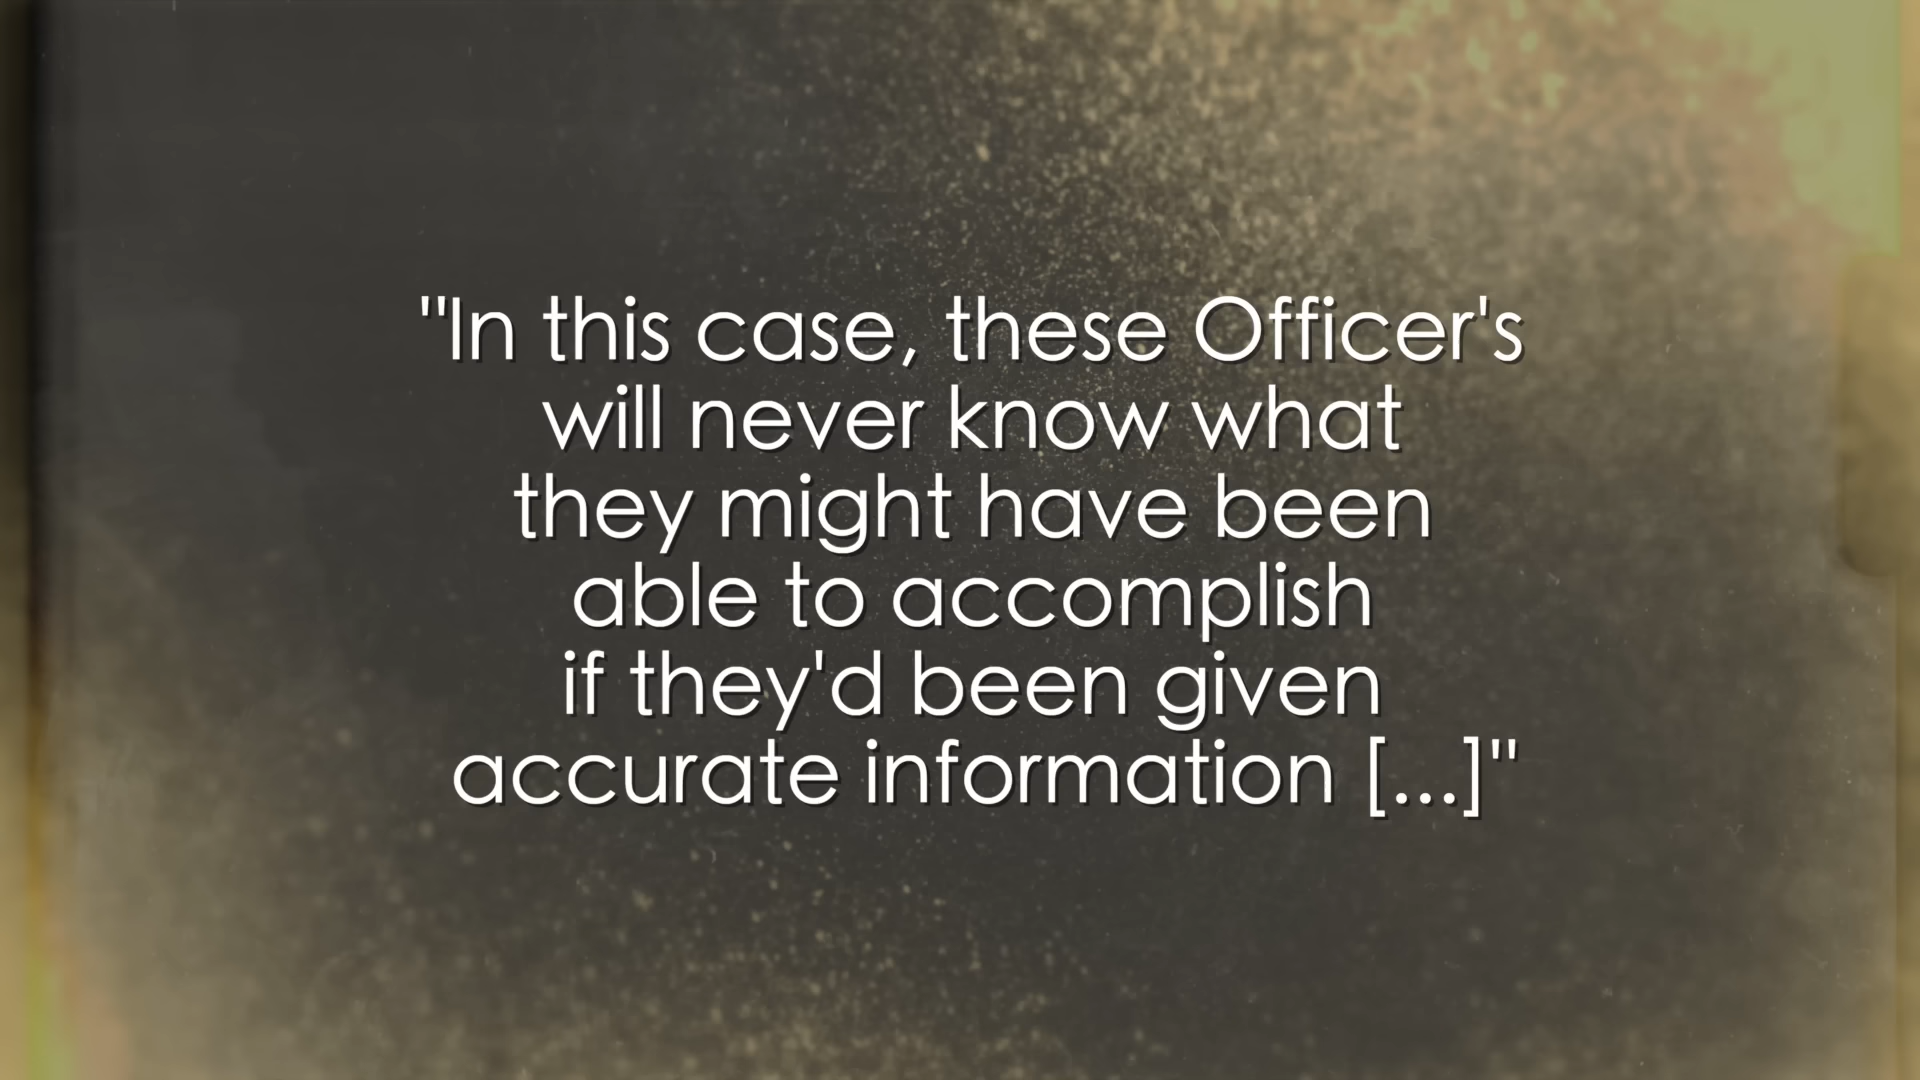 "In this case, these Officer's
will never know what
they might have been
able to accomplish
if they'd been given
accurate information [...]"